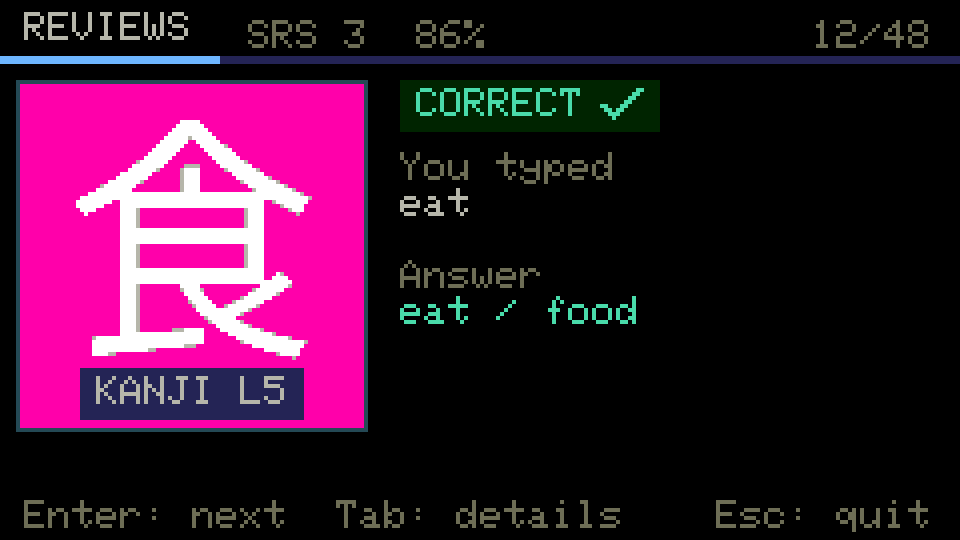 REVIEWS SRS 3 86% 12/48
食
KANJI L5
CORRECT ✓
You typed
eat
Answer
eat / food
Enter: next Tab: details Esc: quit